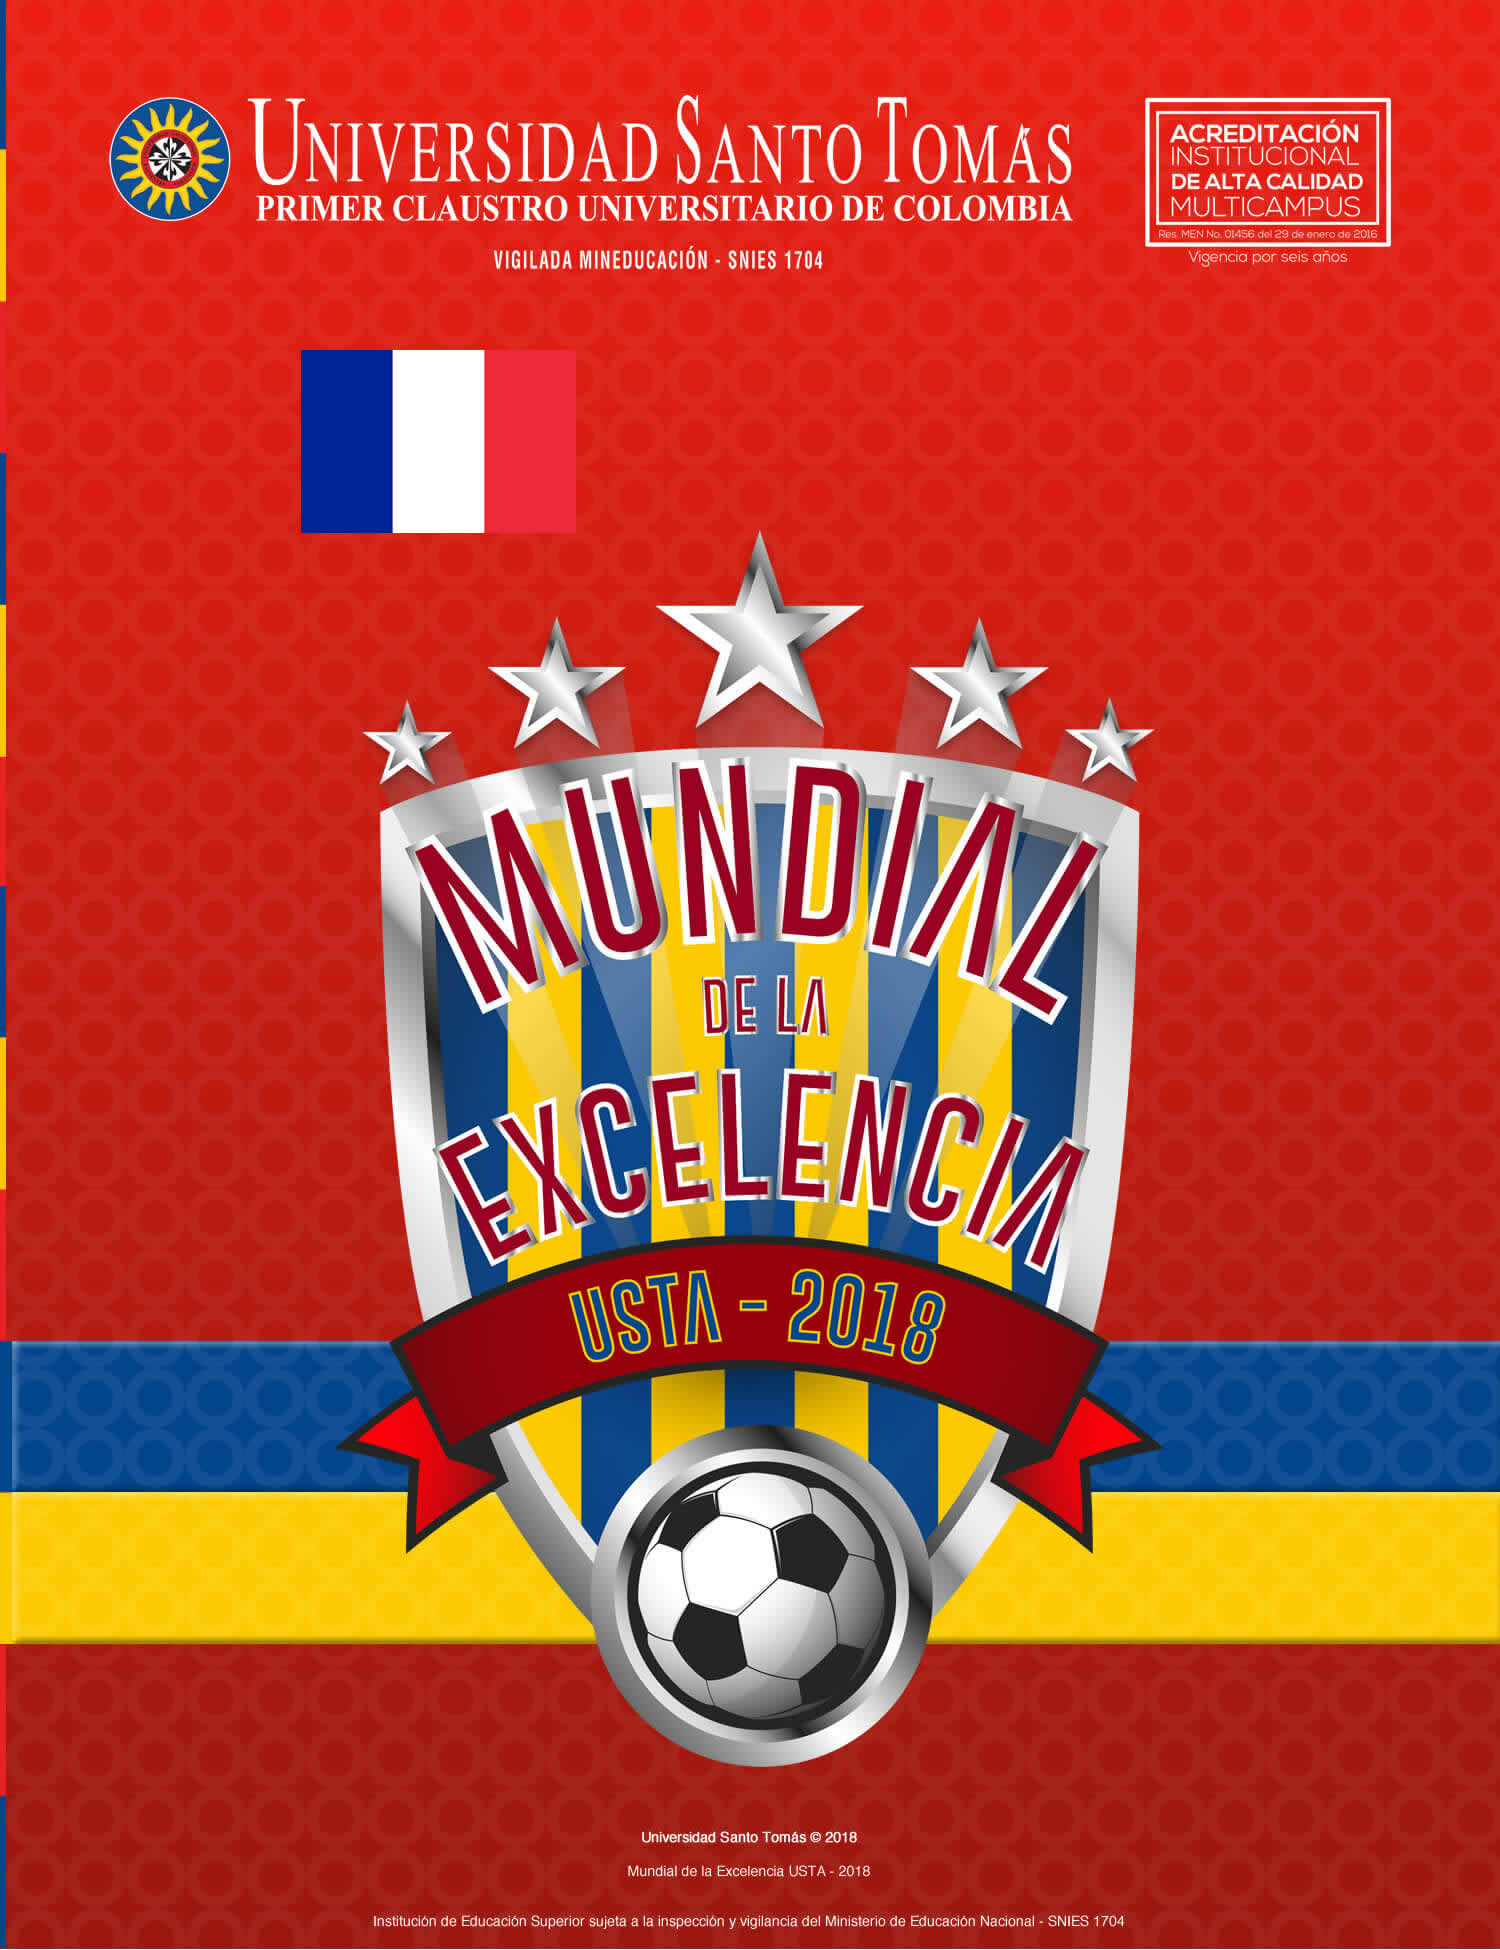 UNIVERSIDAD SANTO TOMÁS
PRIMER CLAUSTRO UNIVERSITARIO DE COLOMBIA
VIGILADA MINEDUCACIÓN - SNIES 1704
ACREDITACIÓN
INSTITUCIONAL
DE ALTA CALIDAD
MULTICAMPUS
Res. MEN No. 01456 del 29 de enero de 2016
Vigencia por seis años
MUNDIAL
DE LA
EXCELENCIA
USTA - 2018
Universidad Santo Tomás © 2018
Mundial de la Excelencia USTA - 2018
Institución de Educación Superior sujeta a la inspección y vigilancia del Ministerio de Educación Nacional - SNIES 1704